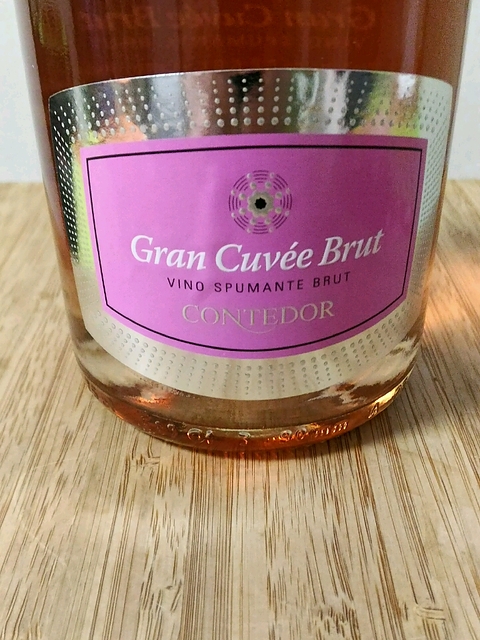 Gran Cuvée Brut
VINO SPUMANTE BRUT
CONTEDOR